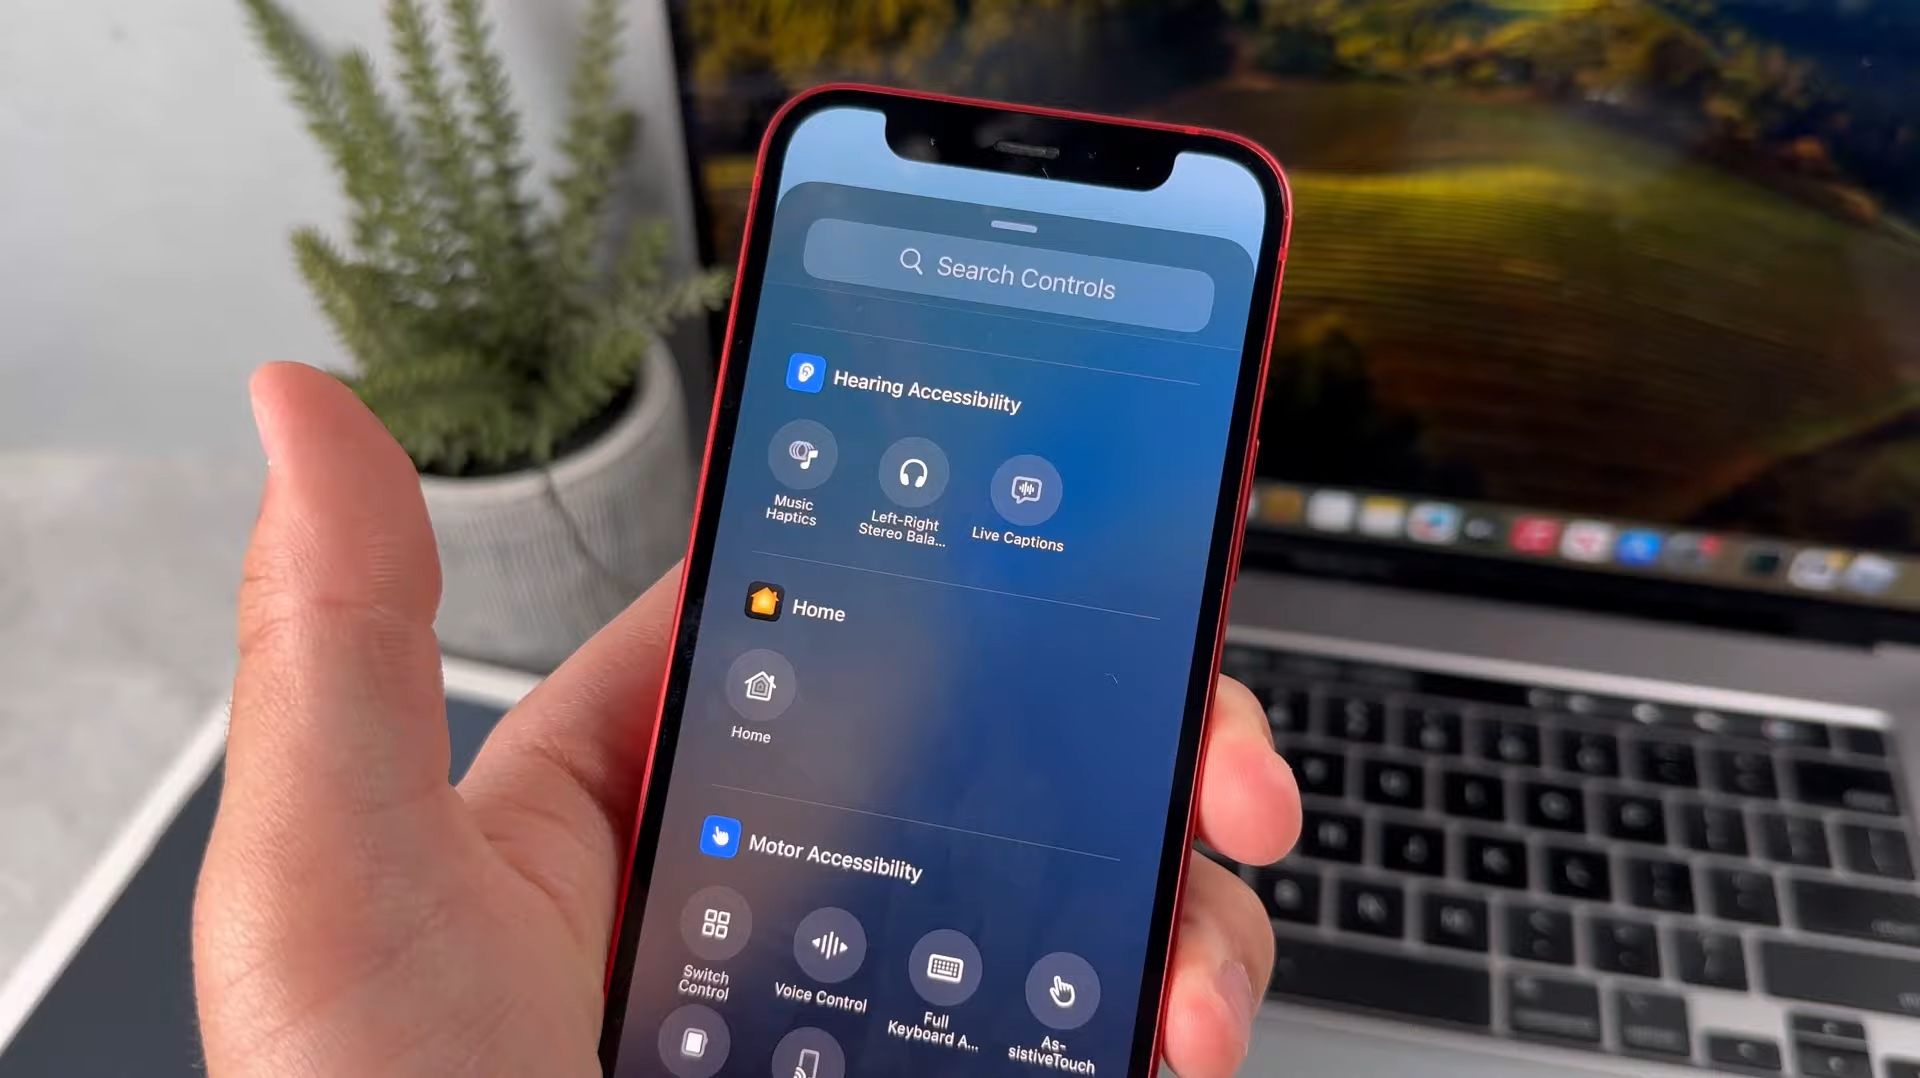 Search Controls
Hearing Accessibility
Music
Haptics
Left-Right
Stereo Bala...
Live Captions
Home
Home
Motor Accessibility
Switch
Control
Voice Control
Full
Keyboard A...
As-
sistiveTouch